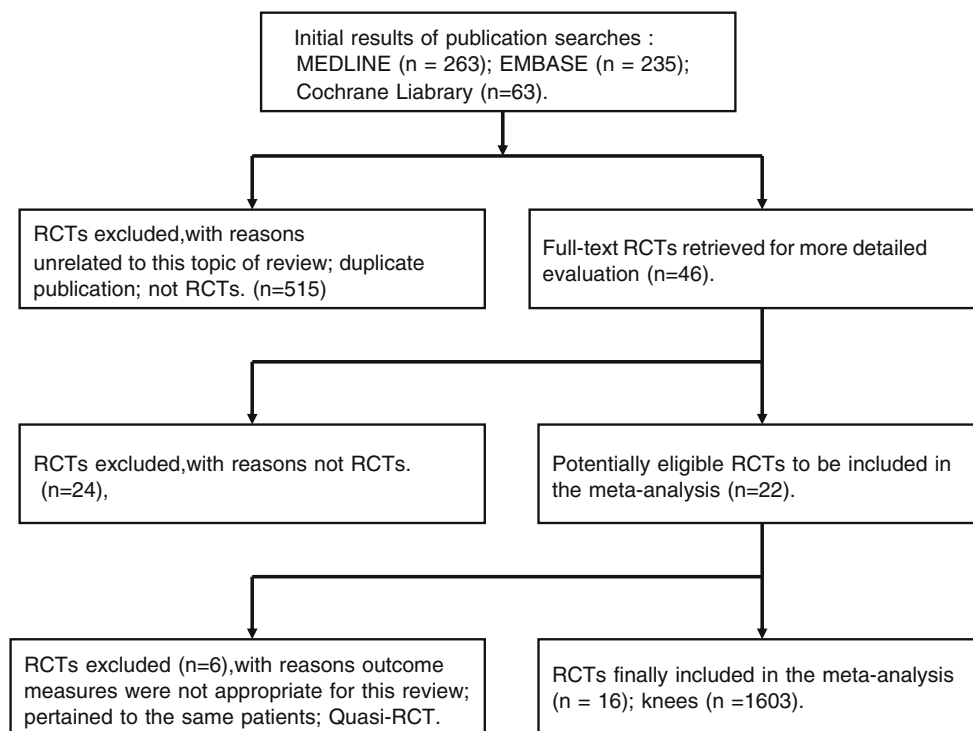 Initial results of publication searches :
MEDLINE (n = 263); EMBASE (n = 235);
Cochrane Liabrary (n=63).
RCTs excluded,with reasons
unrelated to this topic of review; duplicate
publication; not RCTs. (n=515)
Full-text RCTs retrieved for more detailed
evaluation (n=46).
RCTs excluded,with reasons not RCTs.
(n=24),
Potentially eligible RCTs to be included in
the meta-analysis (n=22).
RCTs excluded (n=6),with reasons outcome
measures were not appropriate for this review;
pertained to the same patients; Quasi-RCT.
RCTs finally included in the meta-analysis
(n = 16); knees (n =1603).